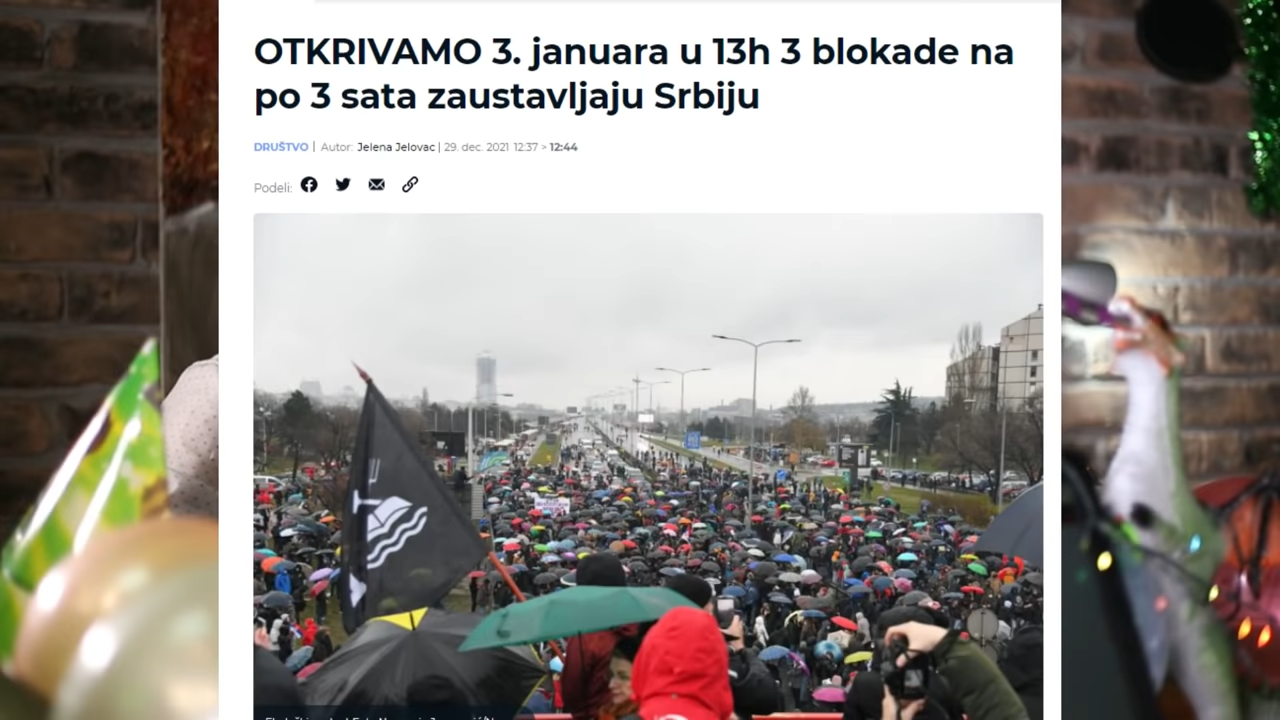 OTKRIVAMO 3. januara u 13h 3 blokade na
po 3 sata zaustavljaju Srbiju
DRUŠTVO | Autor: Jelena Jelovac | 29. dec. 2021 12:37 > 12:44
Podeli: